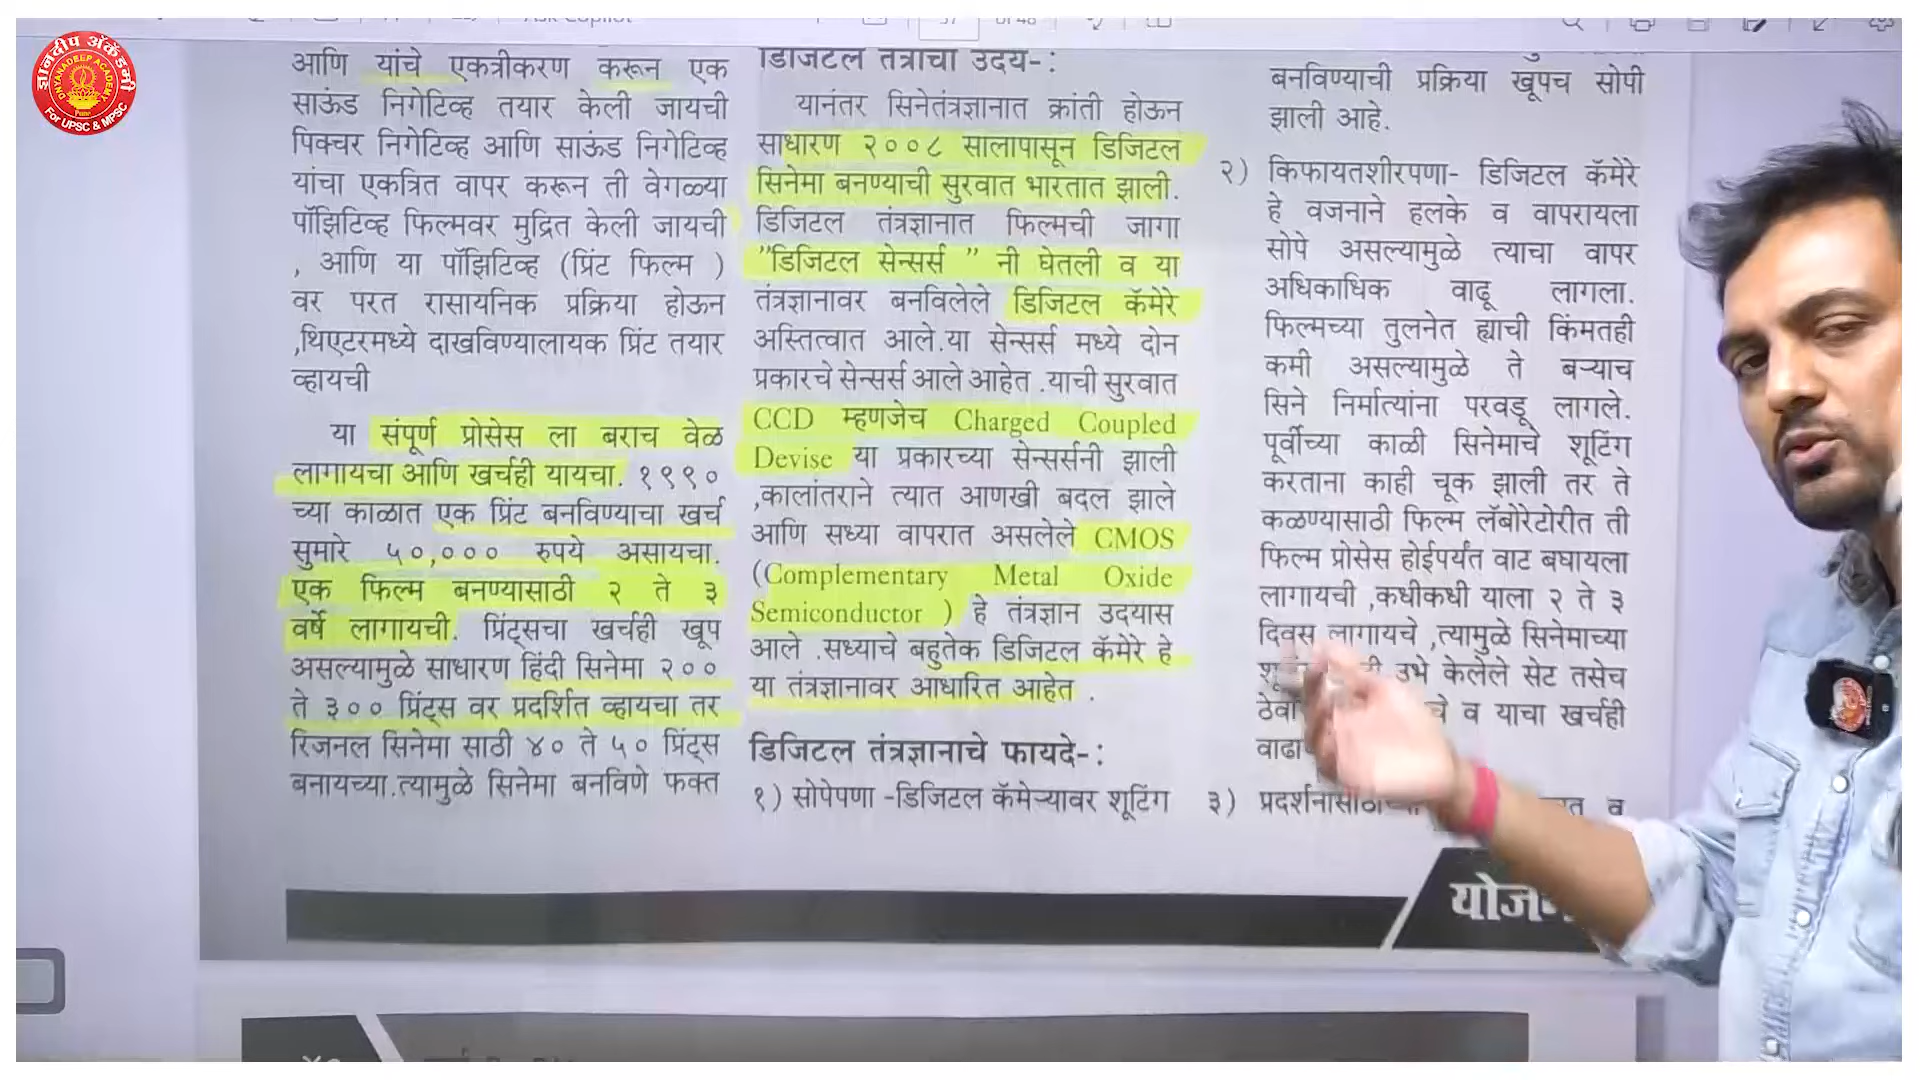 ज्ञानदीप अॅकॅडमी
DNYANADEEP ACADEMY
Pune
For UPSC & MPSC
आणि यांचे एकत्रीकरण करून एक
साऊंड निगेटिव्ह तयार केली जायची
पिक्चर निगेटिव्ह आणि साऊंड निगेटिव्ह
यांचा एकत्रित वापर करून ती वेगळ्या
पॉझिटिव्ह फिल्मवर मुद्रित केली जायची
, आणि या पॉझिटिव्ह (प्रिंट फिल्म )
वर परत रासायनिक प्रक्रिया होऊन
,थिएटरमध्ये दाखविण्यालायक प्रिंट तयार
व्हायची
या संपूर्ण प्रोसेस ला बराच वेळ
लागायचा आणि खर्चही यायचा. १९९०
च्या काळात एक प्रिंट बनविण्याचा खर्च
सुमारे ५०,००० रुपये असायचा.
एक फिल्म बनण्यासाठी २ ते ३
वर्षे लागायची. प्रिंट्सचा खर्चही खूप
असल्यामुळे साधारण हिंदी सिनेमा २००
ते ३०० प्रिंट्स वर प्रदर्शित व्हायचा तर
रिजनल सिनेमा साठी ४० ते ५० प्रिंट्स
बनायच्या.त्यामुळे सिनेमा बनविणे फक्त
डिजिटल तंत्राचा उदय-:
यानंतर सिनेतंत्रज्ञानात क्रांती होऊन
साधारण २००८ सालापासून डिजिटल
सिनेमा बनण्याची सुरवात भारतात झाली.
डिजिटल तंत्रज्ञानात फिल्मची जागा
”डिजिटल सेन्सर्स ” नी घेतली व या
तंत्रज्ञानावर बनविलेले डिजिटल कॅमेरे
अस्तित्वात आले.या सेन्सर्स मध्ये दोन
प्रकारचे सेन्सर्स आले आहेत .याची सुरवात
CCD म्हणजेच Charged Coupled
Devise या प्रकारच्या सेन्सर्सनी झाली
,कालांतराने त्यात आणखी बदल झाले
आणि सध्या वापरात असलेले CMOS
(Complementary Metal Oxide
Semiconductor ) हे तंत्रज्ञान उदयास
आले .सध्याचे बहुतेक डिजिटल कॅमेरे हे
या तंत्रज्ञानावर आधारित आहेत .
डिजिटल तंत्रज्ञानाचे फायदे-:
१) सोपेपणा -डिजिटल कॅमेऱ्यावर शूटिंग
बनविण्याची प्रक्रिया खूपच सोपी
झाली आहे.
२) किफायतशीरपणा- डिजिटल कॅमेरे
हे वजनाने हलके व वापरायला
सोपे असल्यामुळे त्याचा वापर
अधिकाधिक वाढू लागला.
फिल्मच्या तुलनेत ह्याची किंमतही
कमी असल्यामुळे ते बऱ्याच
सिने निर्मात्यांना परवडू लागले.
पूर्वीच्या काळी सिनेमाचे शूटिंग
करताना काही चूक झाली तर ते
कळण्यासाठी फिल्म लॅबोरेटोरीत ती
फिल्म प्रोसेस होईपर्यंत वाट बघायला
लागायची ,कधीकधी याला २ ते ३
दिवस लागायचे ,त्यामुळे सिनेमाच्या
उभे केलेले सेट तसेच
व याचा खर्चही
३)